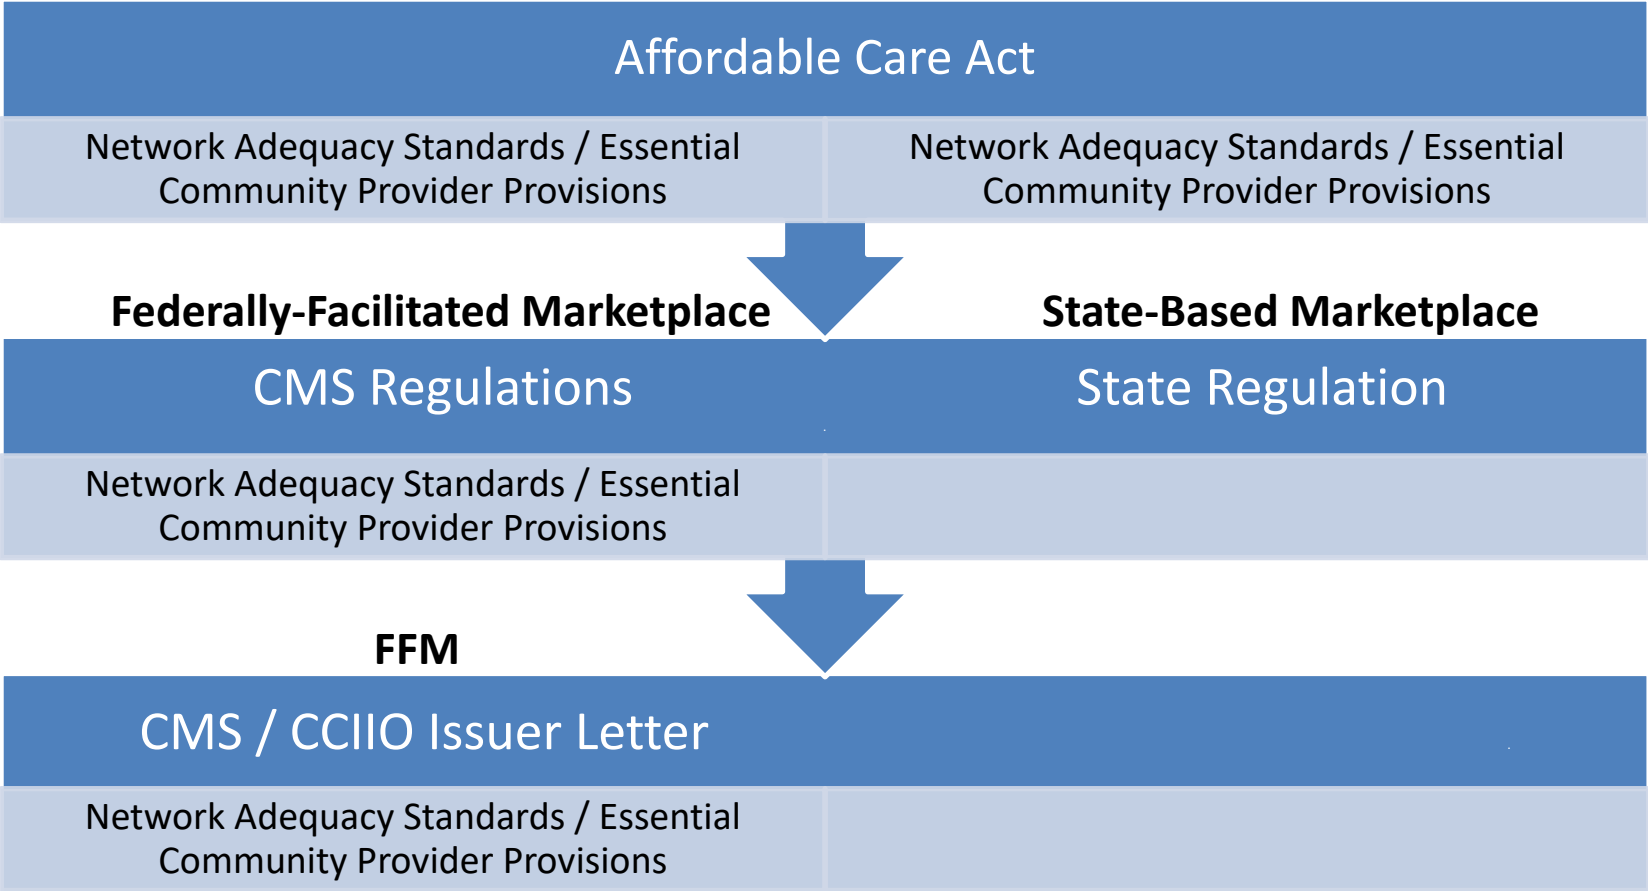 Affordable Care Act
Network Adequacy Standards / Essential
Community Provider Provisions
Network Adequacy Standards / Essential
Community Provider Provisions
Federally-Facilitated Marketplace
State-Based Marketplace
CMS Regulations
State Regulation
Network Adequacy Standards / Essential
Community Provider Provisions
FFM
CMS / CCIIO Issuer Letter
Network Adequacy Standards / Essential
Community Provider Provisions